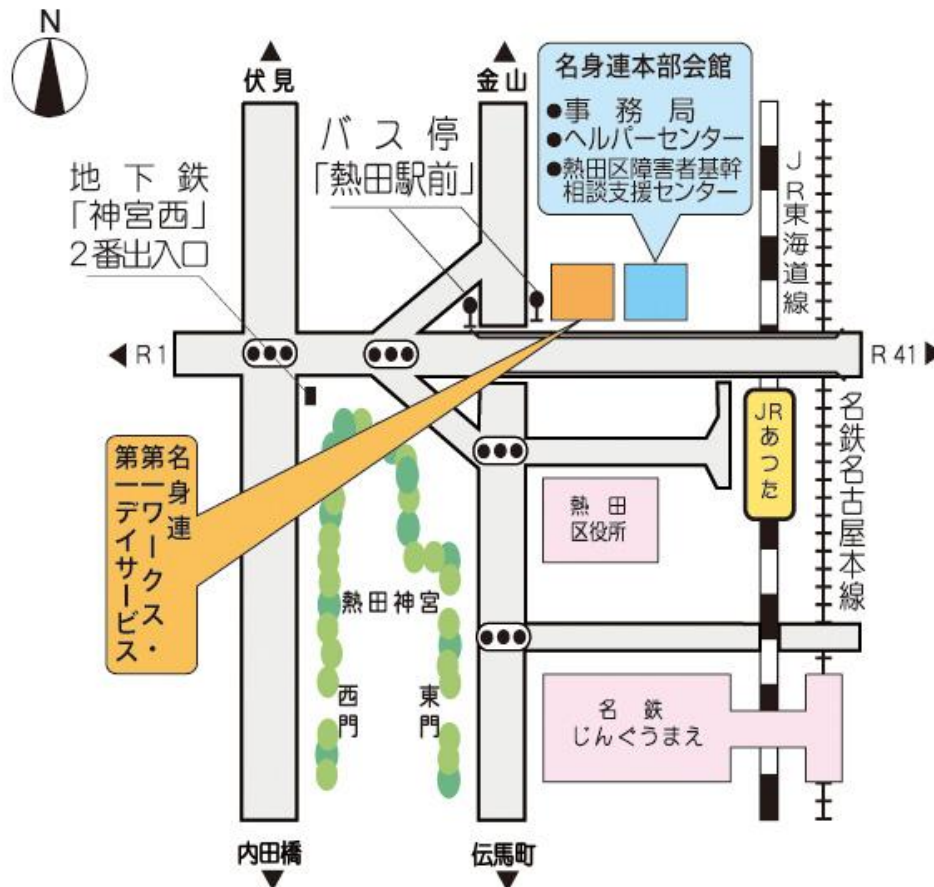 N
伏見
金山
名身連本部会館
●事務局
●ヘルパーセンター
●熱田区障害者基幹
相談支援センター
バス停
「熱田駅前」
地下鉄
「神宮西」
2番出入口
JR東海道線
R1
R41
JRあつた
名鉄名古屋本線
名身連
第一ワークス・
第一デイサービス
熱田
区役所
熱田神宮
西門
東門
名鉄
じんぐうまえ
内田橋
伝馬町